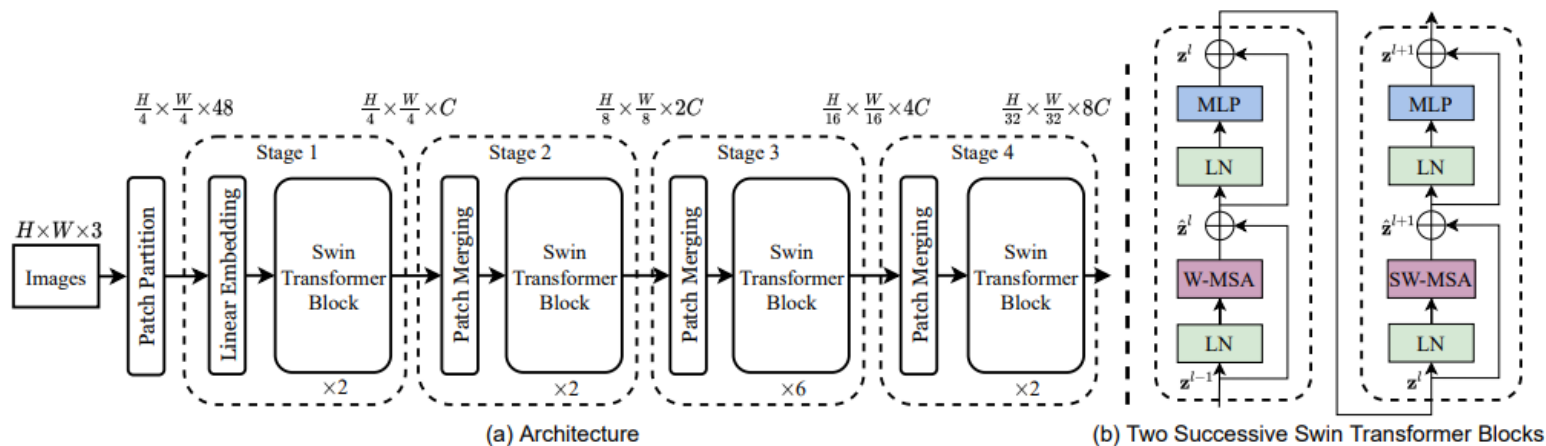 H/4 × W/4 × 48
H/4 × W/4 × C
H/8 × W/8 × 2C
H/16 × W/16 × 4C
H/32 × W/32 × 8C
Stage 1
Stage 2
Stage 3
Stage 4
H×W×3
Images
Patch Partition
Linear Embedding
Swin
Transformer
Block
×2
Patch Merging
Swin
Transformer
Block
×2
Patch Merging
Swin
Transformer
Block
×6
Patch Merging
Swin
Transformer
Block
×2
(a) Architecture
z^l
MLP
LN
ẑ^l
W-MSA
LN
z^{l-1}
z^{l+1}
MLP
LN
ẑ^{l+1}
SW-MSA
LN
z^l
(b) Two Successive Swin Transformer Blocks